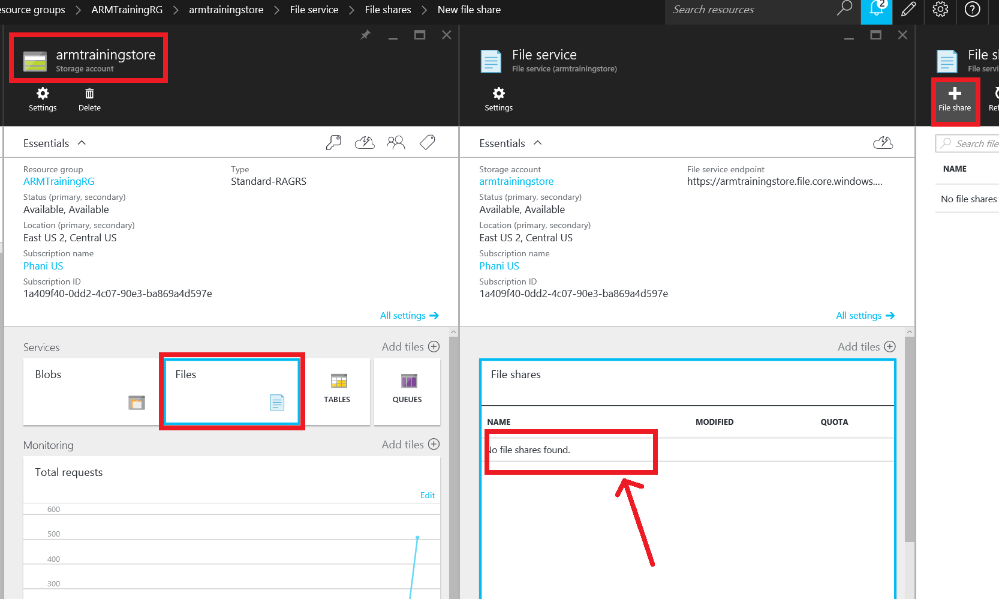 esource groups > ARMTrainingRG > armtrainingstore > File service > File shares > New file share
Search resources
2
armtrainingstore
Storage account
Settings
Delete
Essentials
Resource group
ARMTrainingRG
Type
Standard-RAGRS
Status (primary, secondary)
Available, Available
Location (primary, secondary)
East US 2, Central US
Subscription name
Phani US
Subscription ID
1a409f40-0dd2-4c07-90e3-ba869a4d597e
All settings
Services
Add tiles
Blobs
Files
TABLES
QUEUES
Monitoring
Add tiles
Total requests
Edit
600
500
400
300
File service
File service (armtrainingstore)
Settings
Essentials
Storage account
armtrainingstore
File service endpoint
https://armtrainingstore.file.core.windows....
Status (primary, secondary)
Available, Available
Location (primary, secondary)
East US 2, Central US
Subscription name
Phani US
Subscription ID
1a409f40-0dd2-4c07-90e3-ba869a4d597e
All settings
Add tiles
File shares
NAME MODIFIED QUOTA
No file shares found.
File s
File servi
File share
Ref
Search file
NAME
No file shares